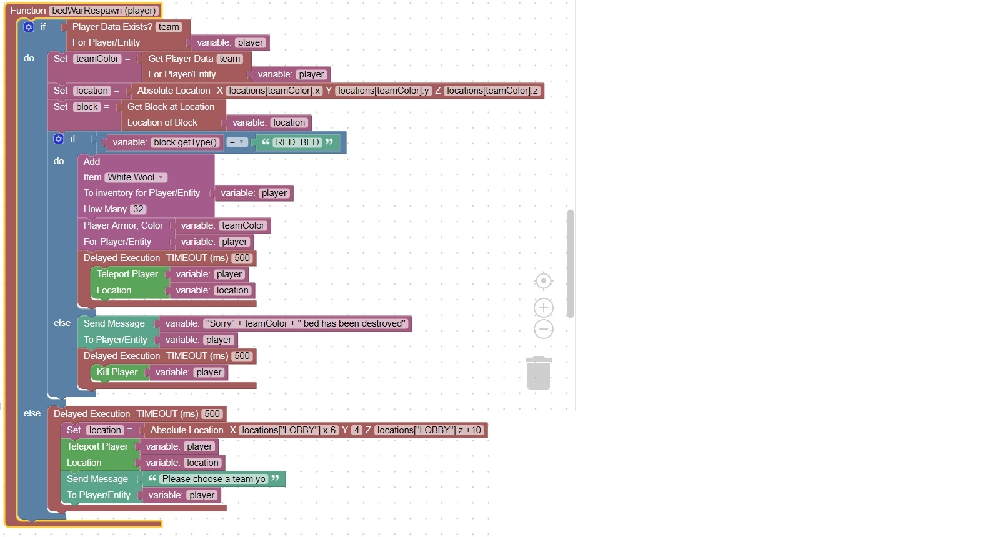 Function bedWarRespawn (player)
if Player Data Exists? team
For Player/Entity variable: player
do Set teamColor = Get Player Data team
For Player/Entity variable: player
Set location = Absolute Location X locations[teamColor].x Y locations[teamColor].y Z locations[teamColor].z
Set block = Get Block at Location
Location of Block variable: location
if variable: block.getType() = “ RED_BED ”
do Add
Item White Wool
To inventory for Player/Entity variable: player
How Many 32
Player Armor, Color variable: teamColor
For Player/Entity variable: player
Delayed Execution TIMEOUT (ms) 500
Teleport Player variable: player
Location variable: location
else Send Message variable: "Sorry" + teamColor + " bed has been destroyed"
To Player/Entity variable: player
Delayed Execution TIMEOUT (ms) 500
Kill Player variable: player
else Delayed Execution TIMEOUT (ms) 500
Set location = Absolute Location X locations["LOBBY"].x-6 Y 4 Z locations["LOBBY"].z +10
Teleport Player variable: player
Location variable: location
Send Message “ Please choose a team yo ”
To Player/Entity variable: player